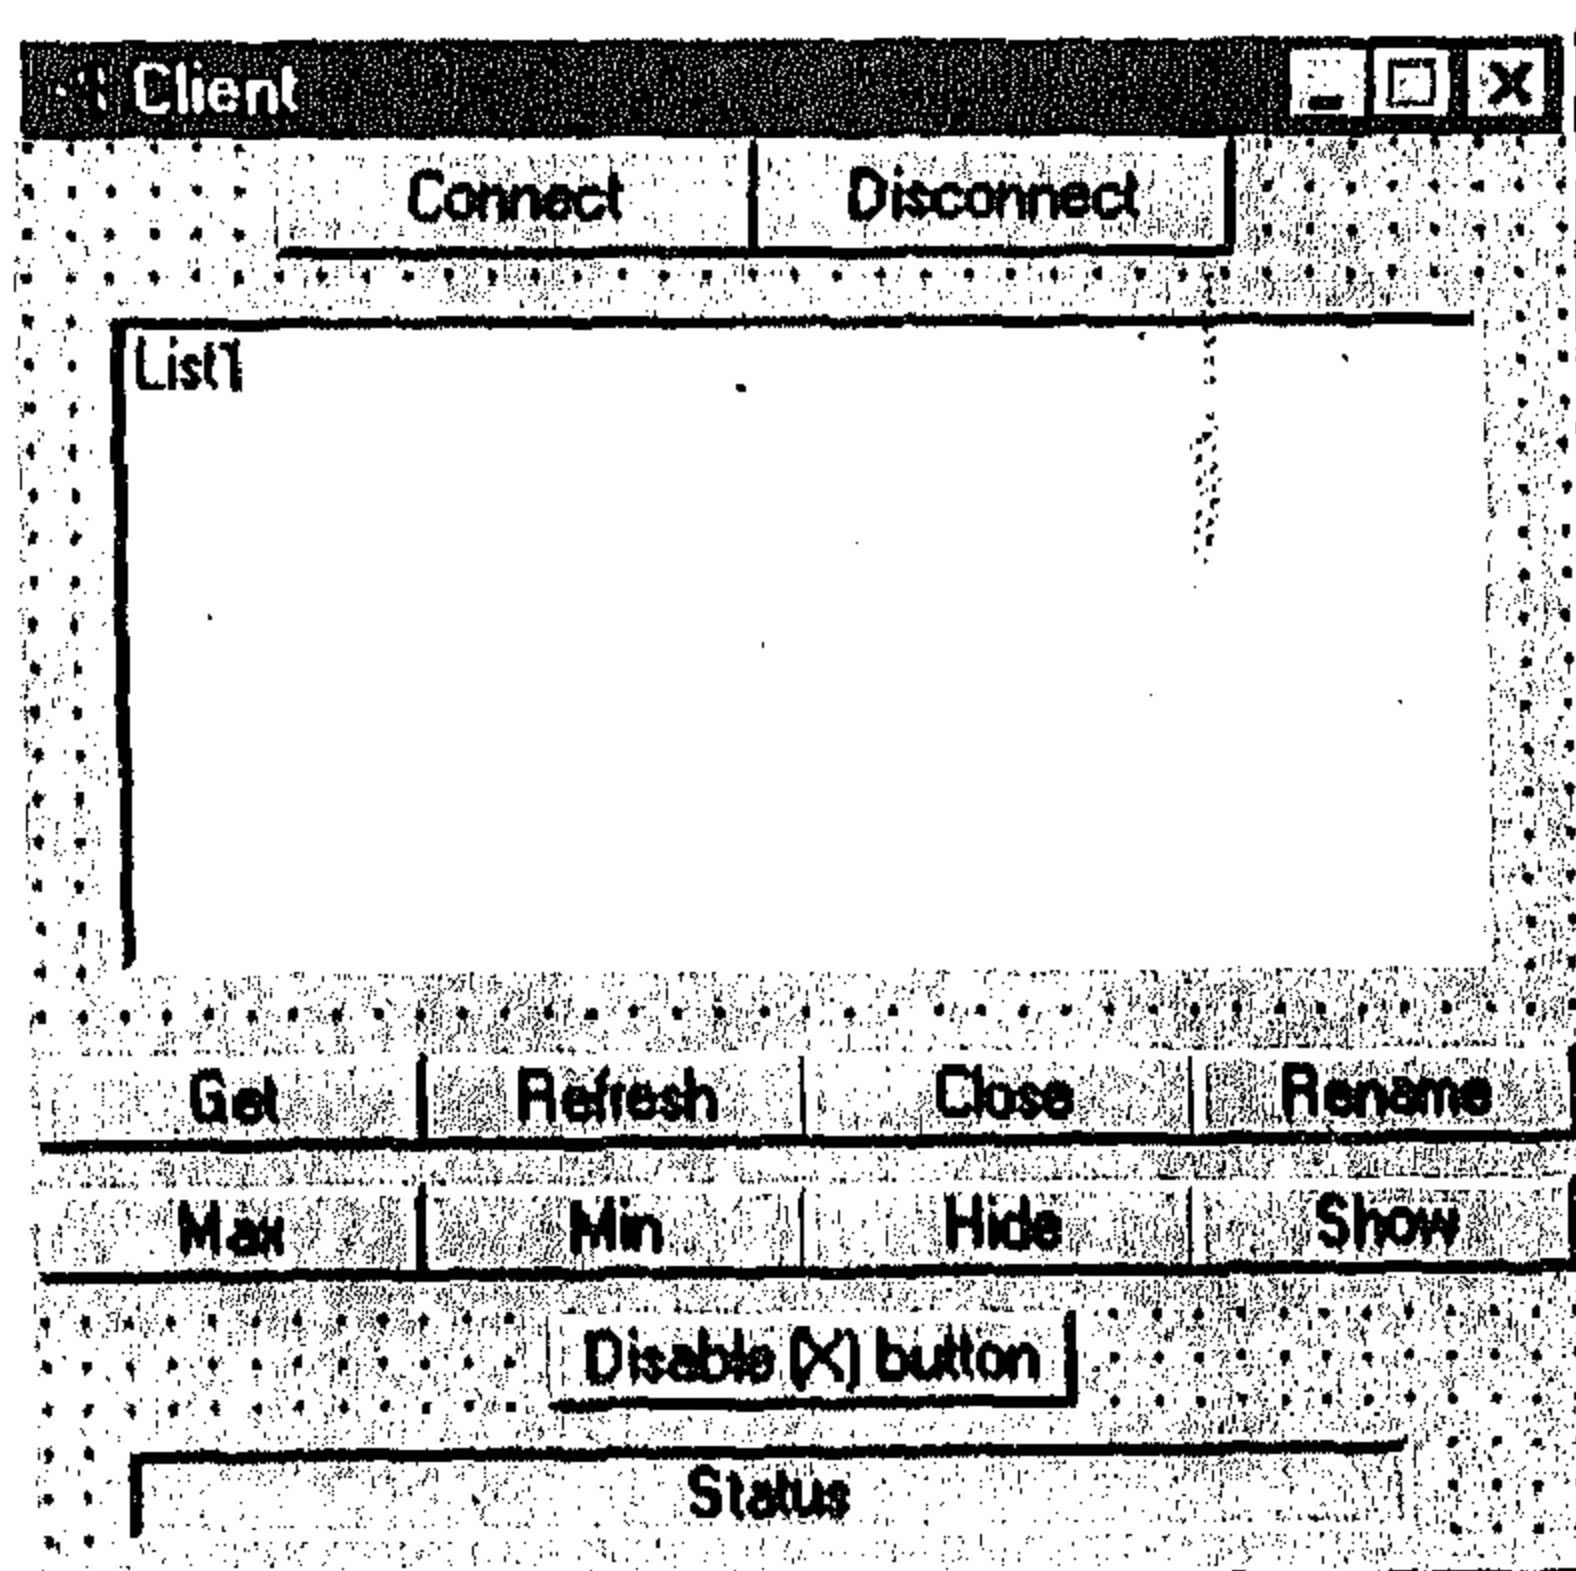 Client
Connect Disconnect
List1
Get Refresh Close Rename
Max Min Hide Show
Disable (X) button
Status